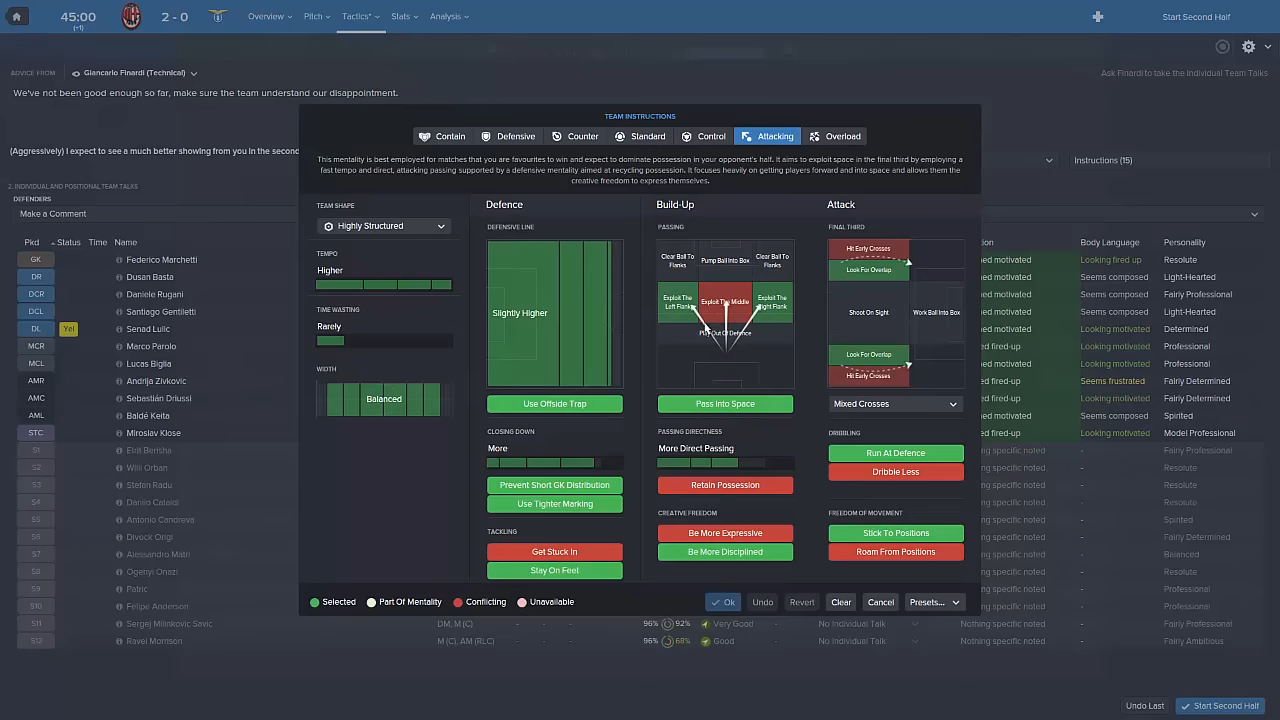 45:00
(+1)
2 - 0
Overview
Pitch
Tactics*
Stats
Analysis
Start Second Half
ADVICE FROM
Giancarlo Finardi (Technical)
Ask Finardi to take the Individual Team Talks
We've not been good enough so far, make sure the team understand our disappointment.
(Aggressively) I expect to see a much better showing from you in the second
Instructions (15)
2. INDIVIDUAL AND POSITIONAL TEAM TALKS
DEFENDERS
Make a Comment
Pkd Status Time Name
Body Language Personality
GK Federico Marchetti Looking fired up Resolute
DR Dusan Basta Seems composed Light-Hearted
DCR Daniele Rugani Seems composed Fairly Professional
DCL Santiago Gentiletti Seems composed Light-Hearted
DL Yel Senad Lulic Looking motivated Determined
MCR Marco Parolo Looking motivated Professional
MCL Lucas Biglia Looking motivated Professional
AMR Andrija Zivkovic Seems frustrated Fairly Determined
AMC Sebastián Driussi Looking motivated Fairly Determined
AML Baldé Keita Seems composed Spirited
STC Miroslav Klose Looking motivated Model Professional
S1 Etrit Berisha - Fairly Professional
S2 Willi Orban - Resolute
S3 Stefan Radu - Resolute
S4 Danilo Cataldi - Resolute
S5 Antonio Candreva - Spirited
S6 Divock Origi - Fairly Determined
S7 Alessandro Matri - Balanced
S8 Ogenyi Onazi - Resolute
S9 Patric - Professional
S10 Felipe Anderson - Professional
S11 Sergej Milinkovic Savic DM, M (C) - - - 96% 92% Very Good No Individual Talk Nothing specific noted - Fairly Professional
S12 Ravel Morrison M (C), AM (RLC) - - - 96% 68% Good No Individual Talk Nothing specific noted - Fairly Ambitious
TEAM INSTRUCTIONS
Contain
Defensive
Counter
Standard
Control
Attacking
Overload
This mentality is best employed for matches that you are favourites to win and expect to dominate possession in your opponent's half. It aims to exploit space in the final third by employing a
fast tempo and direct, attacking passing supported by a defensive mentality aimed at recycling possession. It focuses heavily on getting players forward and into space and allows them the
creative freedom to express themselves.
TEAM SHAPE
Highly Structured
TEMPO
Higher
TIME WASTING
Rarely
WIDTH
Balanced
Defence
DEFENSIVE LINE
Slightly Higher
Use Offside Trap
CLOSING DOWN
More
Prevent Short GK Distribution
Use Tighter Marking
TACKLING
Get Stuck In
Stay On Feet
Build-Up
PASSING
Clear Ball To
Flanks
Pump Ball Into Box
Clear Ball To
Flanks
Exploit The
Left Flank
Exploit The Middle
Exploit The
Right Flank
Play Out Of Defence
Pass Into Space
PASSING DIRECTNESS
More Direct Passing
Retain Possession
CREATIVE FREEDOM
Be More Expressive
Be More Disciplined
Attack
FINAL THIRD
Hit Early Crosses
Look For Overlap
Shoot On Sight
Work Ball Into Box
Look For Overlap
Hit Early Crosses
Mixed Crosses
DRIBBLING
Run At Defence
Dribble Less
FREEDOM OF MOVEMENT
Stick To Positions
Roam From Positions
Selected
Part Of Mentality
Conflicting
Unavailable
Ok
Undo
Revert
Clear
Cancel
Presets...
Undo Last
Start Second Half